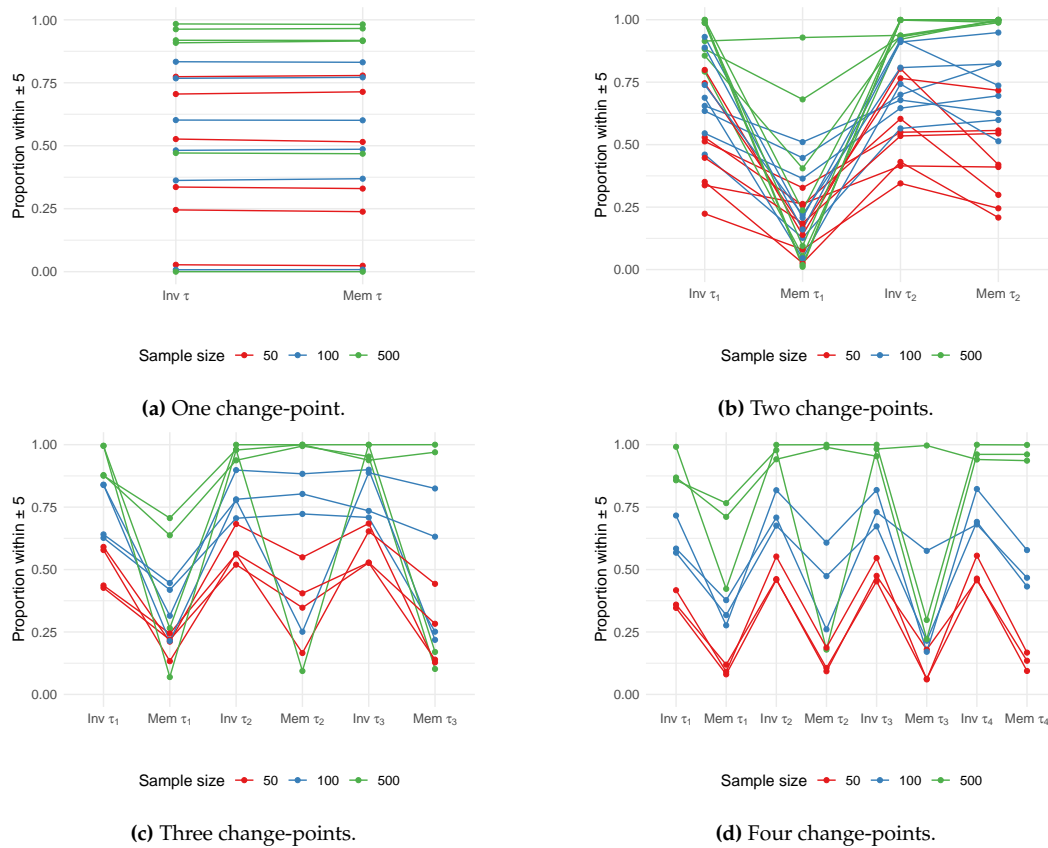 Proportion within ± 5
1.00
0.75
0.50
0.25
0.00
Inv τ Mem τ
Sample size 50 100 500
(a) One change-point.
Proportion within ± 5
1.00
0.75
0.50
0.25
0.00
Inv τ1 Mem τ1 Inv τ2 Mem τ2
Sample size 50 100 500
(b) Two change-points.
Proportion within ± 5
1.00
0.75
0.50
0.25
0.00
Inv τ1 Mem τ1 Inv τ2 Mem τ2 Inv τ3 Mem τ3
Sample size 50 100 500
(c) Three change-points.
Proportion within ± 5
1.00
0.75
0.50
0.25
0.00
Inv τ1 Mem τ1 Inv τ2 Mem τ2 Inv τ3 Mem τ3 Inv τ4 Mem τ4
Sample size 50 100 500
(d) Four change-points.